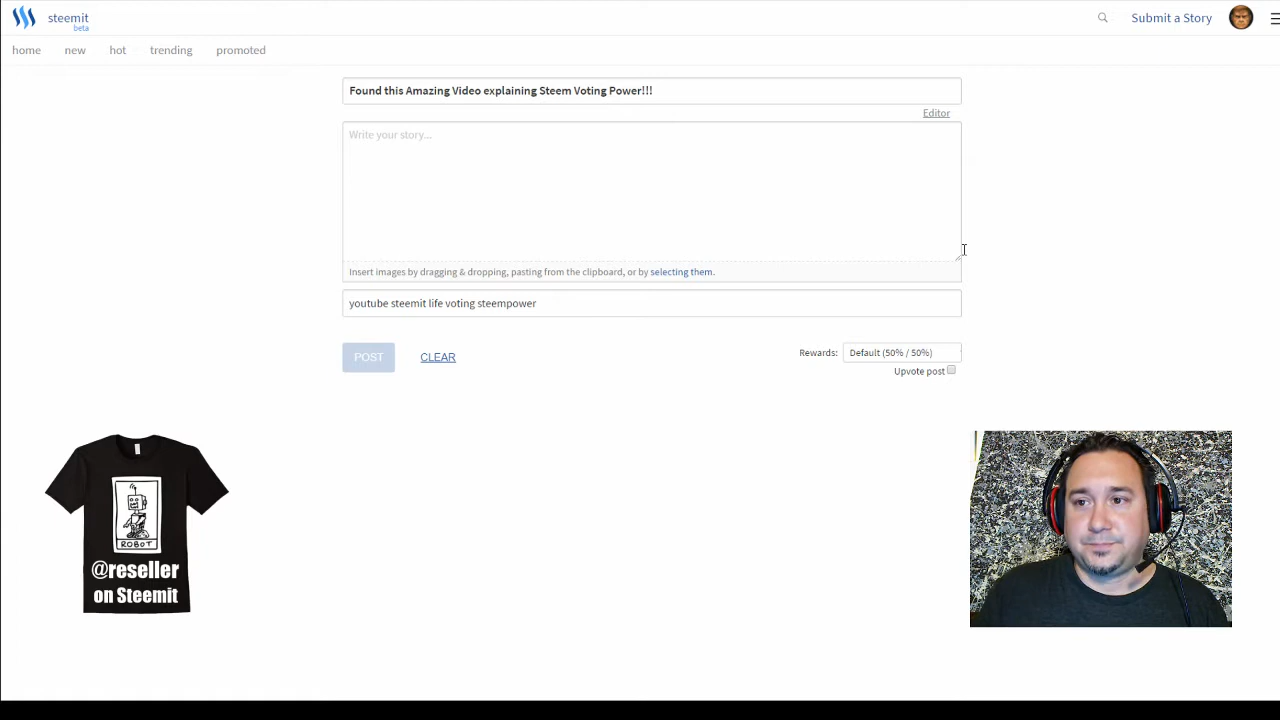 steemit
beta
Submit a Story
home new hot trending promoted
Found this Amazing Video explaining Steem Voting Power!!!
Editor
Write your story...
Insert images by dragging & dropping, pasting from the clipboard, or by selecting them.
youtube steemit life voting steempower
POST CLEAR Rewards: Default (50% / 50%)
Upvote post
ROBOT
@reseller
on Steemit